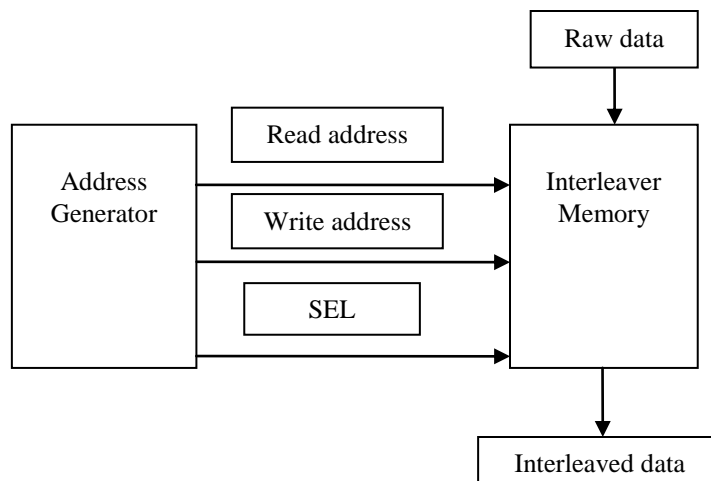 Raw data
Read address
Address
Generator
Interleaver
Memory
Write address
SEL
Interleaved data